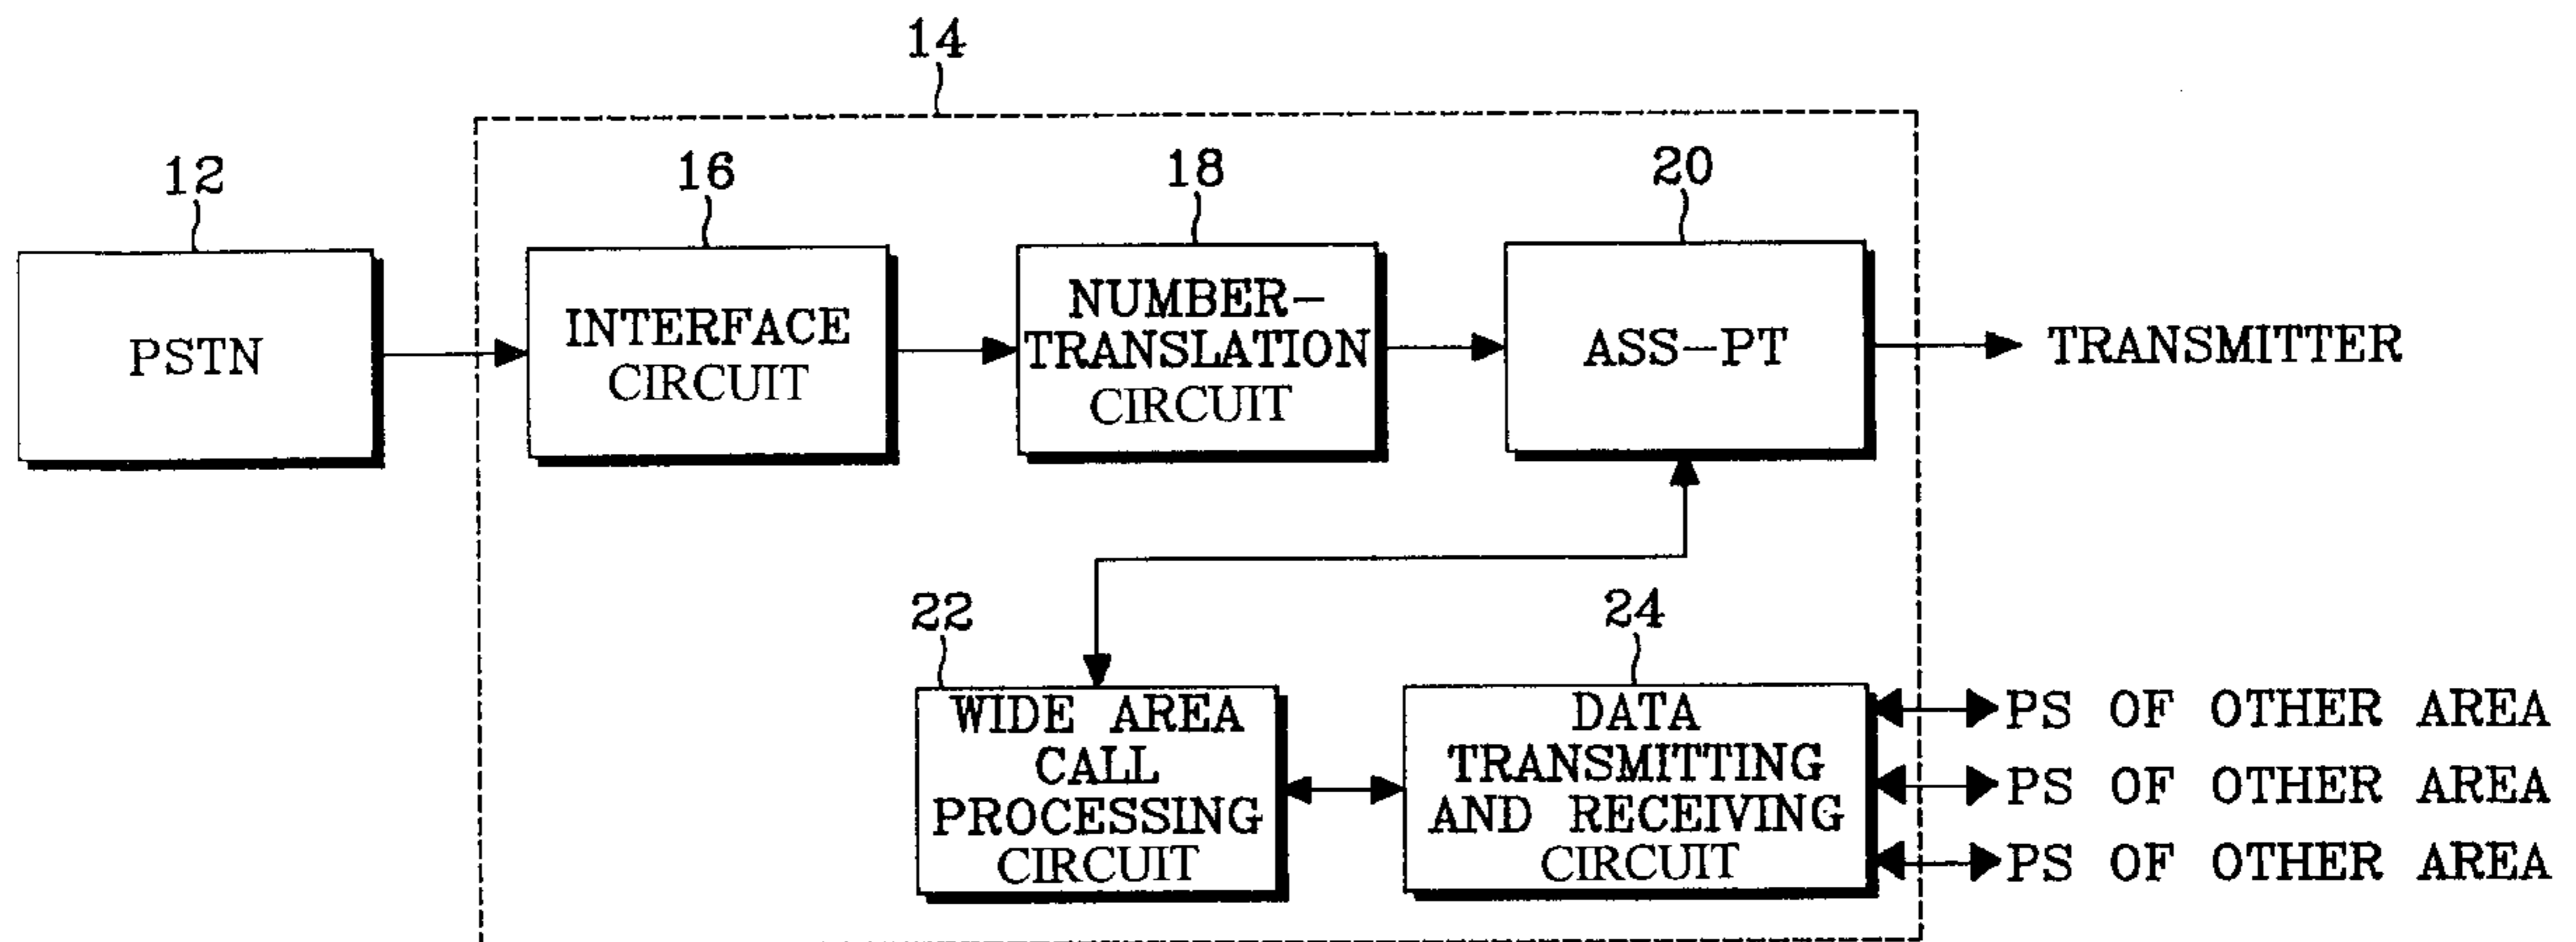 14
12
16
18
20
PSTN
INTERFACE
CIRCUIT
NUMBER-
TRANSLATION
CIRCUIT
ASS-PT
TRANSMITTER
22
24
WIDE AREA
CALL
PROCESSING
CIRCUIT
DATA
TRANSMITTING
AND RECEIVING
CIRCUIT
PS OF OTHER AREA
PS OF OTHER AREA
PS OF OTHER AREA